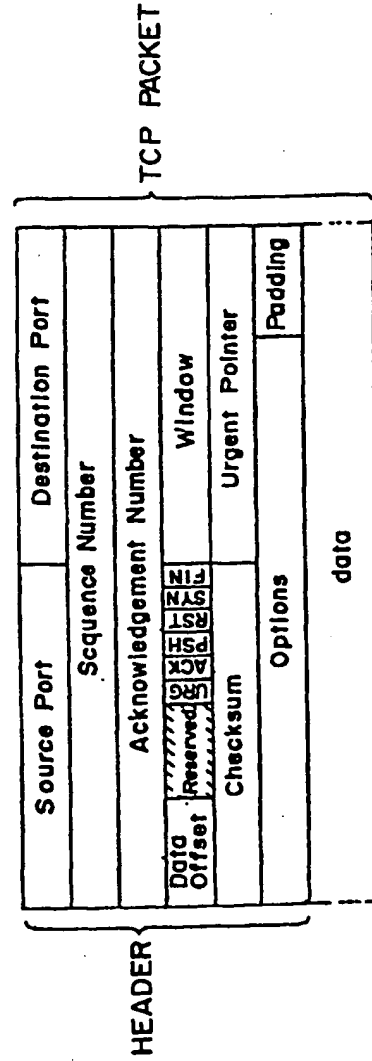 TCP PACKET
HEADER
Source Port Destination Port
Scquence Number
Acknowledgement Number
Data Offset Reserved URG ACK PSH RST SYN FIN Window
Checksum Urgent Pointer
Options Padding
data